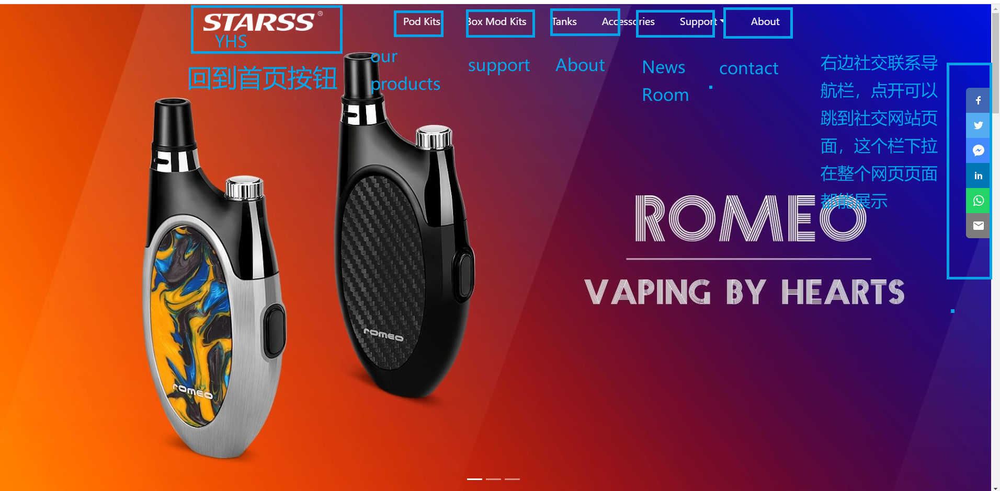 STARSS®
YHS
回到首页按钮
Pod Kits
Box Mod Kits
Tanks
Accessories
Support
About
our
products
support
About
News
Room
contact
右边社交联系导
航栏，点开可以
跳到社交网站页
面，这个栏下拉
在整个网页页面
都能展示
f
in
ROMEO
VAPING BY HEARTS
romeo
romeo